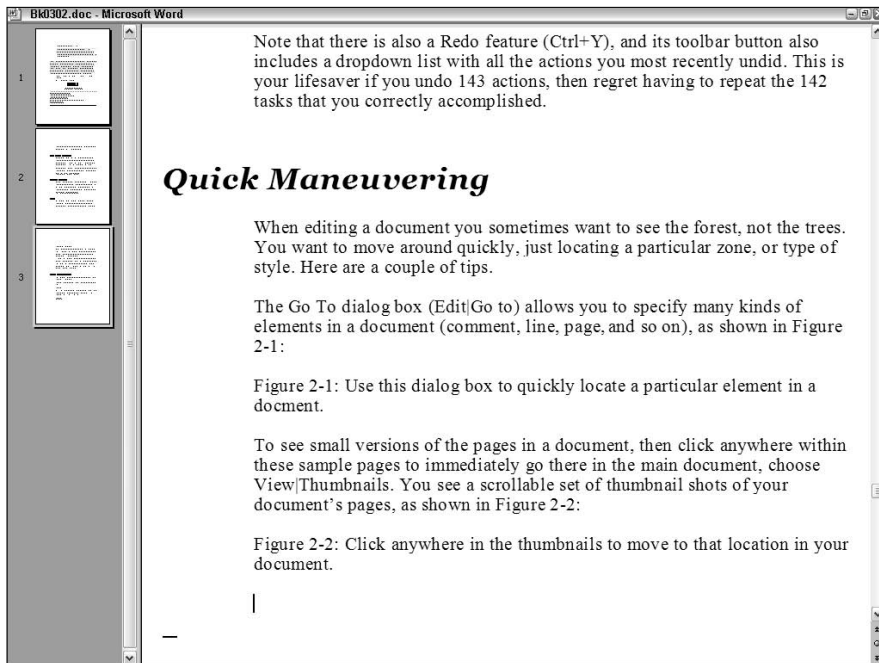 Bk0302.doc - Microsoft Word
1
2
3
Note that there is also a Redo feature (Ctrl+Y), and its toolbar button also
includes a dropdown list with all the actions you most recently undid. This is
your lifesaver if you undo 143 actions, then regret having to repeat the 142
tasks that you correctly accomplished.
Quick Maneuvering
When editing a document you sometimes want to see the forest, not the trees.
You want to move around quickly, just locating a particular zone, or type of
style. Here are a couple of tips.
The Go To dialog box (Edit|Go to) allows you to specify many kinds of
elements in a document (comment, line, page, and so on), as shown in Figure
2-1:
Figure 2-1: Use this dialog box to quickly locate a particular element in a
docment.
To see small versions of the pages in a document, then click anywhere within
these sample pages to immediately go there in the main document, choose
View|Thumbnails. You see a scrollable set of thumbnail shots of your
document’s pages, as shown in Figure 2-2:
Figure 2-2: Click anywhere in the thumbnails to move to that location in your
document.